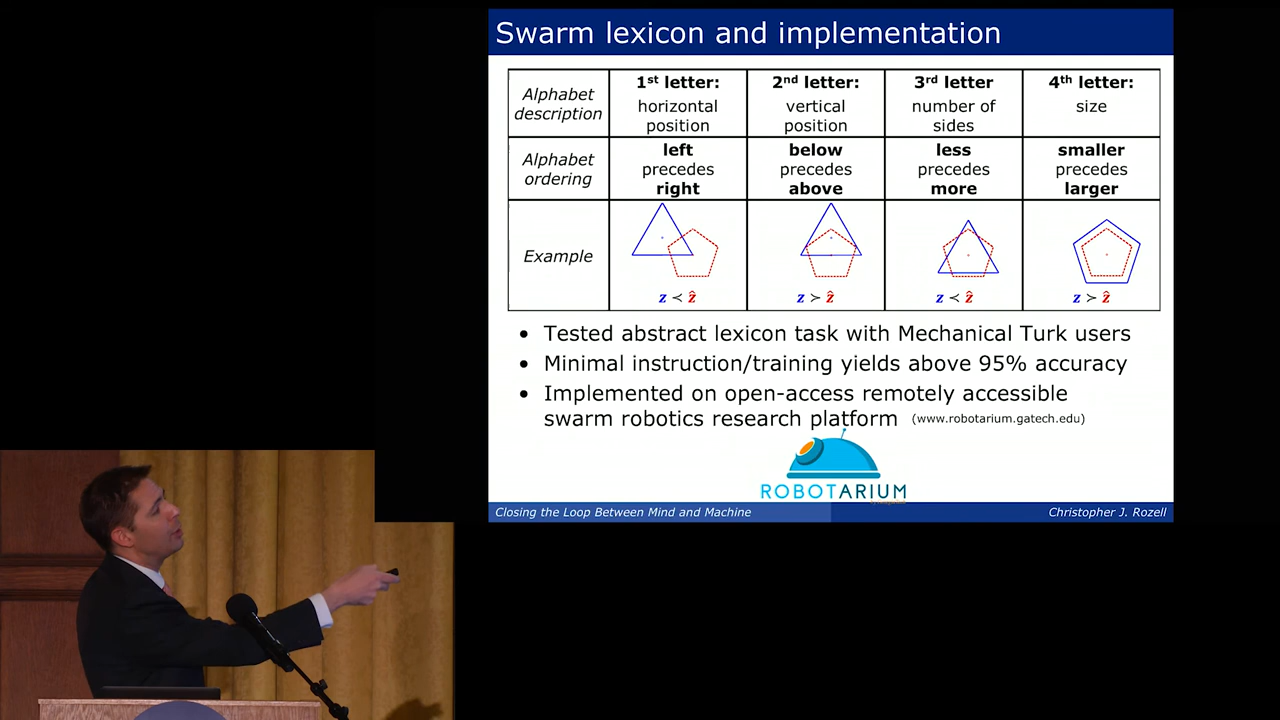 Swarm lexicon and implementation
Alphabet description
1st letter: horizontal position
2nd letter: vertical position
3rd letter number of sides
4th letter: size
Alphabet ordering
left precedes right
below precedes above
less precedes more
smaller precedes larger
Example
z ≺ ẑ
z ≻ ẑ
z ≺ ẑ
z ≻ ẑ
• Tested abstract lexicon task with Mechanical Turk users
• Minimal instruction/training yields above 95% accuracy
• Implemented on open-access remotely accessible
swarm robotics research platform (www.robotarium.gatech.edu)
ROBOTARIUM
Closing the Loop Between Mind and Machine
Christopher J. Rozell